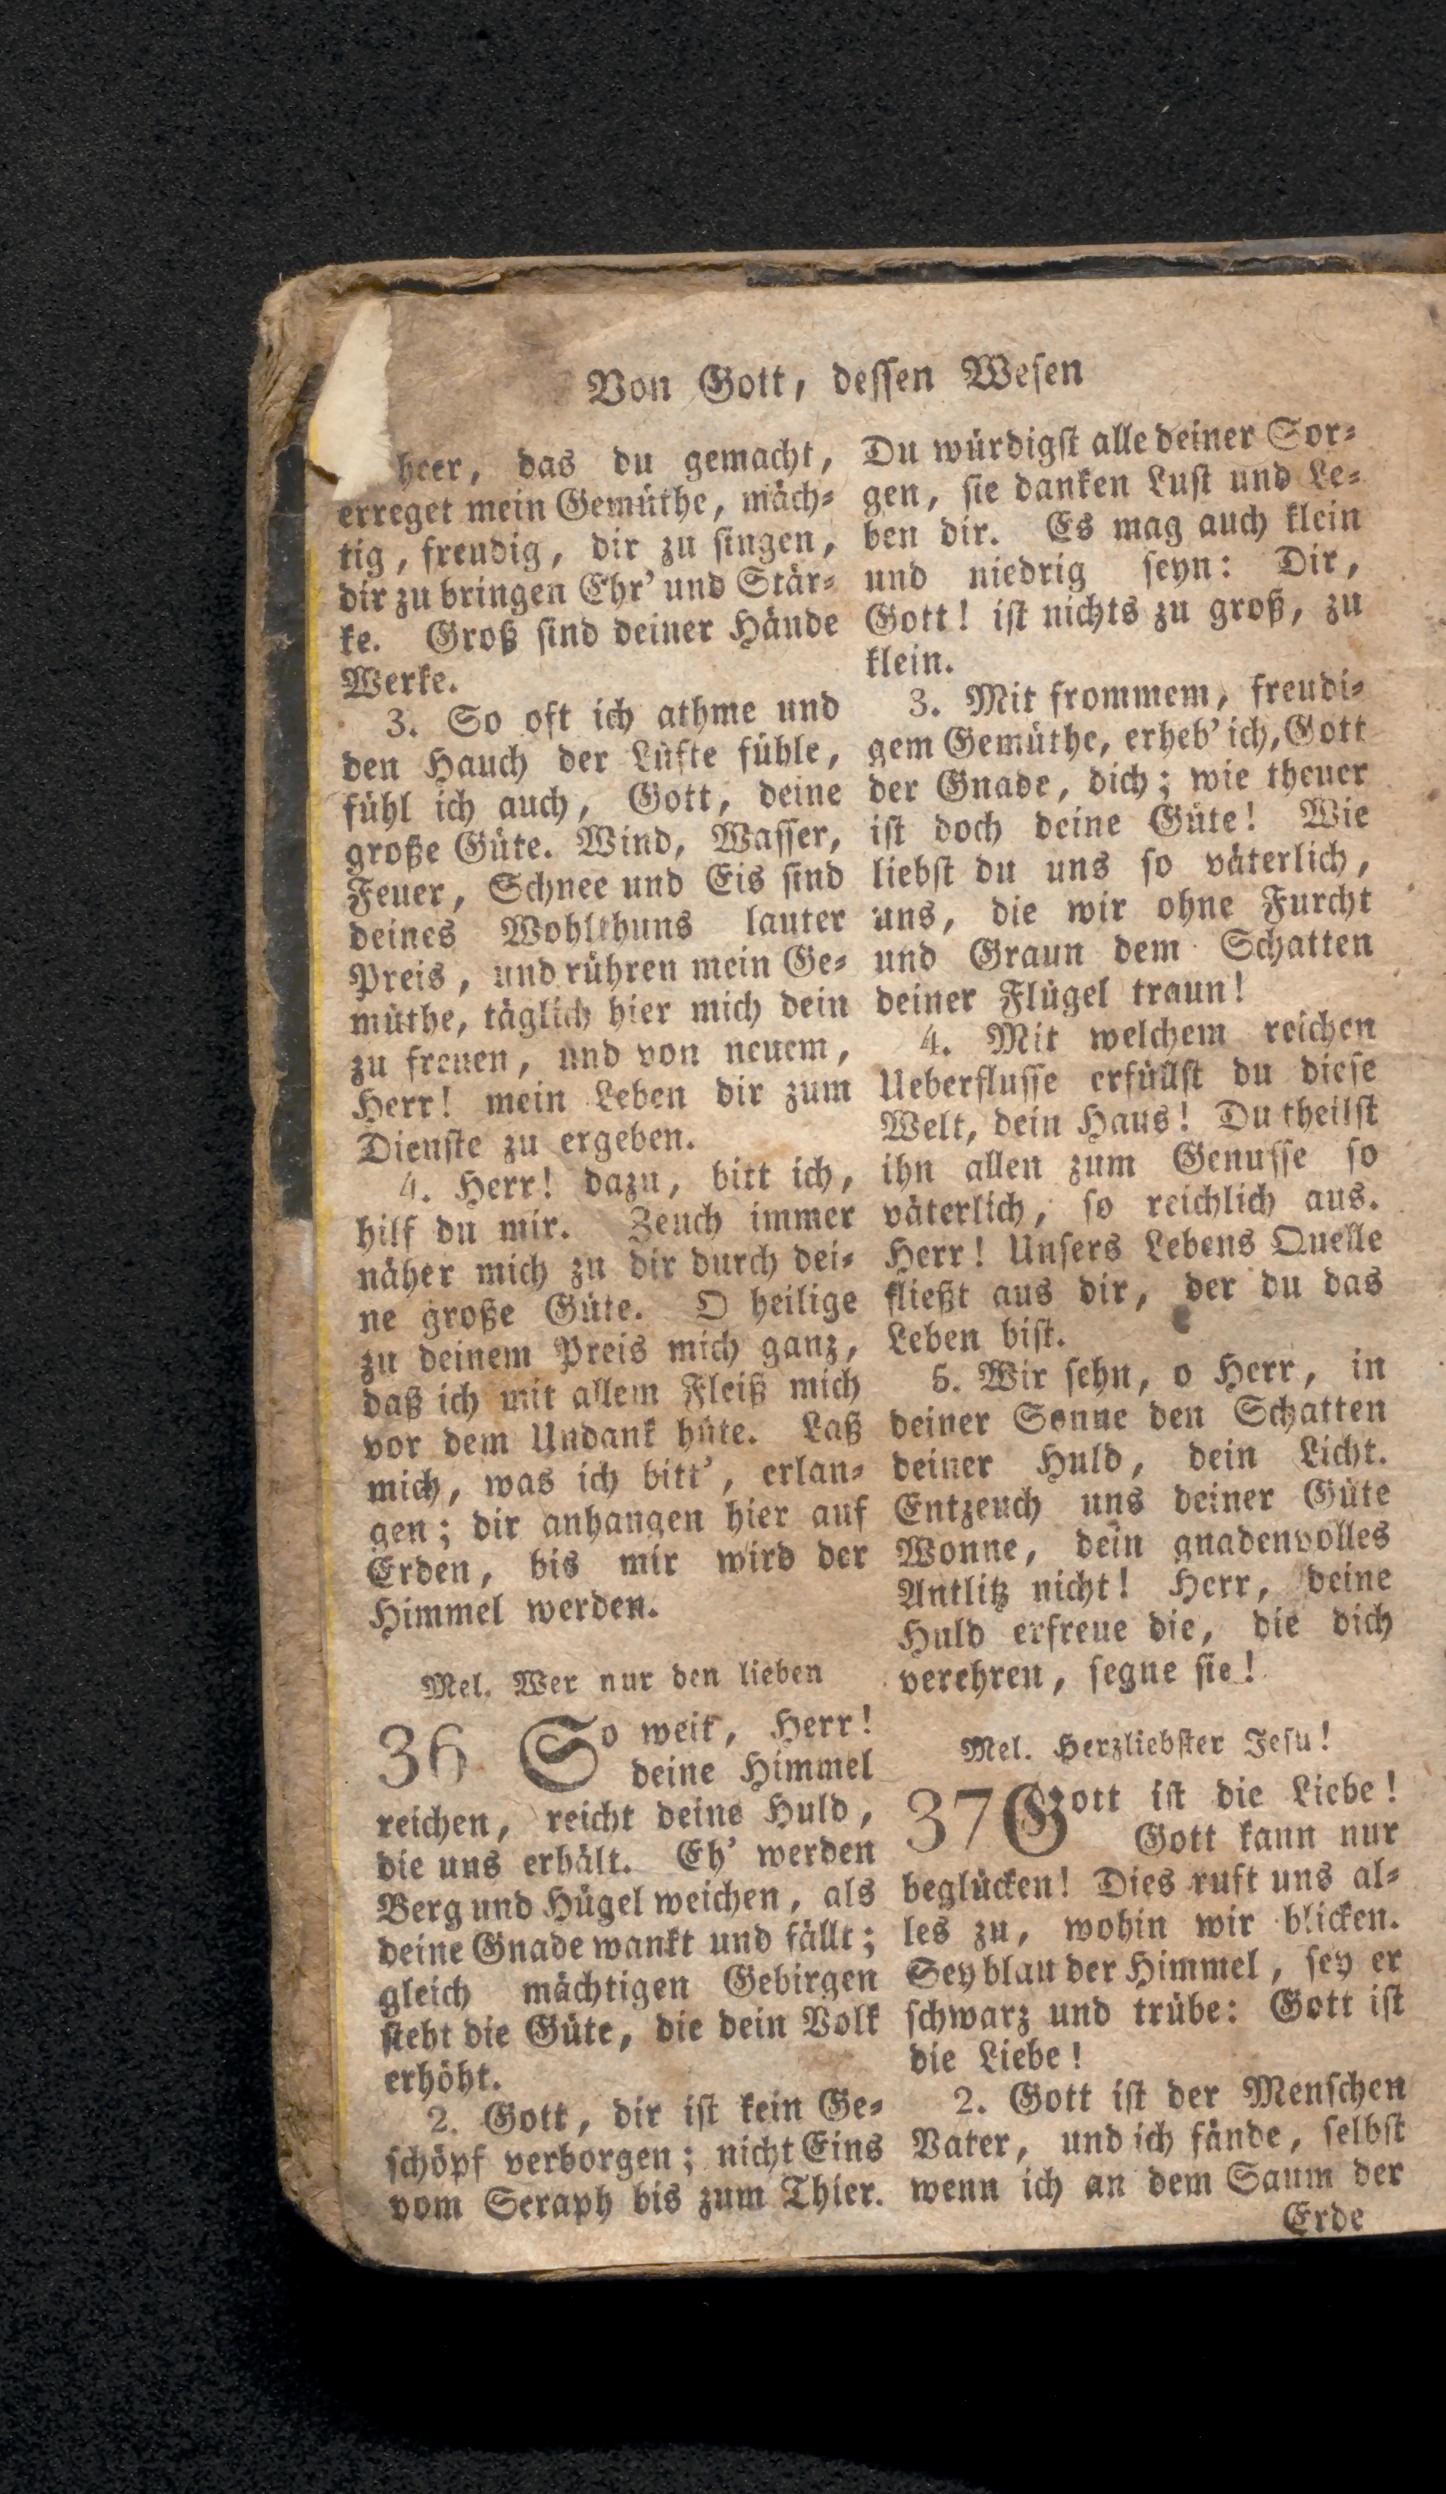 Von Gott, dessen Wesen
heer, das du gemacht,
erreget mein Gemüthe, mäch-
tig, freudig, dir zu singen,
dir zu bringen Ehr' und Stär-
ke. Groß sind deiner Hände
Werke.
3. So oft ich athme und
den Hauch der Lüfte fühle,
fühl ich auch, Gott, deine
große Güte. Wind, Wasser,
Feuer, Schnee und Eis sind
deines Wohlthuns lauter
Preis, und rühren mein Ge-
müthe, täglich hier mich dein
zu freuen, und von neuem,
Herr! mein Leben dir zum
Dienste zu ergeben.
4. Herr! dazu, bitt ich,
hilf du mir. Zeuch immer
näher mich zu dir durch dei-
ne große Güte. O heilige
zu deinem Preis mich ganz,
daß ich mit allem Fleiß mich
vor dem Undank hüte. Laß
mich, was ich bitt', erlan-
gen; dir anhangen hier auf
Erden, bis mir wird der
Himmel werden.
Mel. Wer nur den lieben
36 So weit, Herr!
deine Himmel
reichen, reicht deine Huld,
die uns erhält. Eh' werden
Berg und Hügel weichen, als
deine Gnade wankt und fällt;
gleich mächtigen Gebirgen
steht die Güte, die dein Volk
erhöht.
2. Gott, dir ist kein Ge-
schöpf verborgen; nicht Eins
vom Seraph bis zum Thier.
Du würdigst alle deiner Sor-
gen, sie danken Lust und Le-
ben dir. Es mag auch klein
und niedrig seyn: Dir,
Gott! ist nichts zu groß, zu
klein.
3. Mit frommem, freudi-
gem Gemüthe, erheb' ich, Gott
der Gnade, dich; wie theuer
ist doch deine Güte! Wie
liebst du uns so väterlich,
uns, die wir ohne Furcht
und Graun dem Schatten
deiner Flügel traun!
4. Mit welchem reichen
Ueberflusse erfüllst du diese
Welt, dein Haus! Du theilst
ihn allen zum Genusse so
väterlich, so reichlich aus.
Herr! Unsers Lebens Quelle
fließt aus dir, der du das
Leben bist.
5. Wir sehn, o Herr, in
deiner Sonne den Schatten
deiner Huld, dein Licht.
Entzeuch uns deiner Güte
Wonne, dein gnadenvolles
Antlitz nicht! Herr, deine
Huld erfreue die, die dich
verehren, segne sie!
Mel. Herzliebster Jesu!
37 Gott ist die Liebe!
Gott kann nur
beglücken! Dies ruft uns al-
les zu, wohin wir blicken.
Sey blau der Himmel, sey er
schwarz und trübe: Gott ist
die Liebe!
2. Gott ist der Menschen
Vater, und ich fände, selbst
wenn ich an dem Saum der
Erde